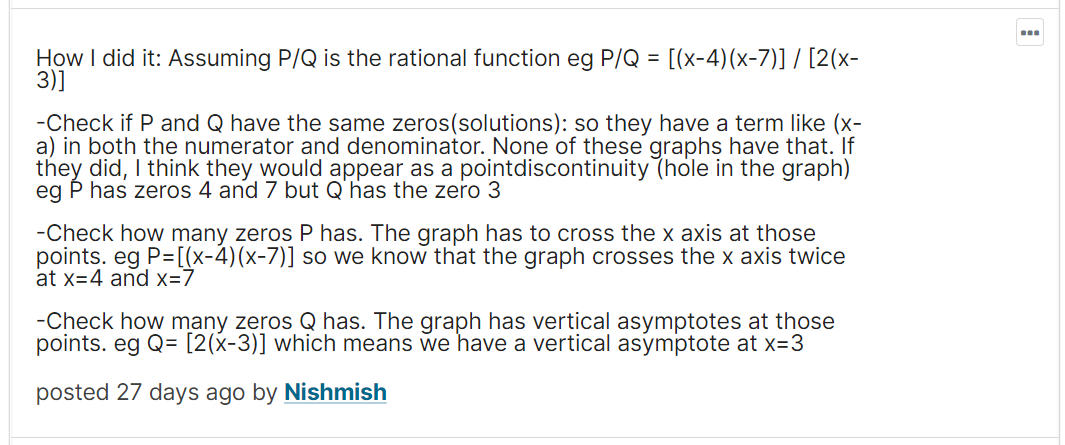 How I did it: Assuming P/Q is the rational function eg P/Q = [(x-4)(x-7)] / [2(x-
3)]
-Check if P and Q have the same zeros(solutions): so they have a term like (x-
a) in both the numerator and denominator. None of these graphs have that. If
they did, I think they would appear as a pointdiscontinuity (hole in the graph)
eg P has zeros 4 and 7 but Q has the zero 3
-Check how many zeros P has. The graph has to cross the x axis at those
points. eg P=[(x-4)(x-7)] so we know that the graph crosses the x axis twice
at x=4 and x=7
-Check how many zeros Q has. The graph has vertical asymptotes at those
points. eg Q= [2(x-3)] which means we have a vertical asymptote at x=3
posted 27 days ago by Nishmish